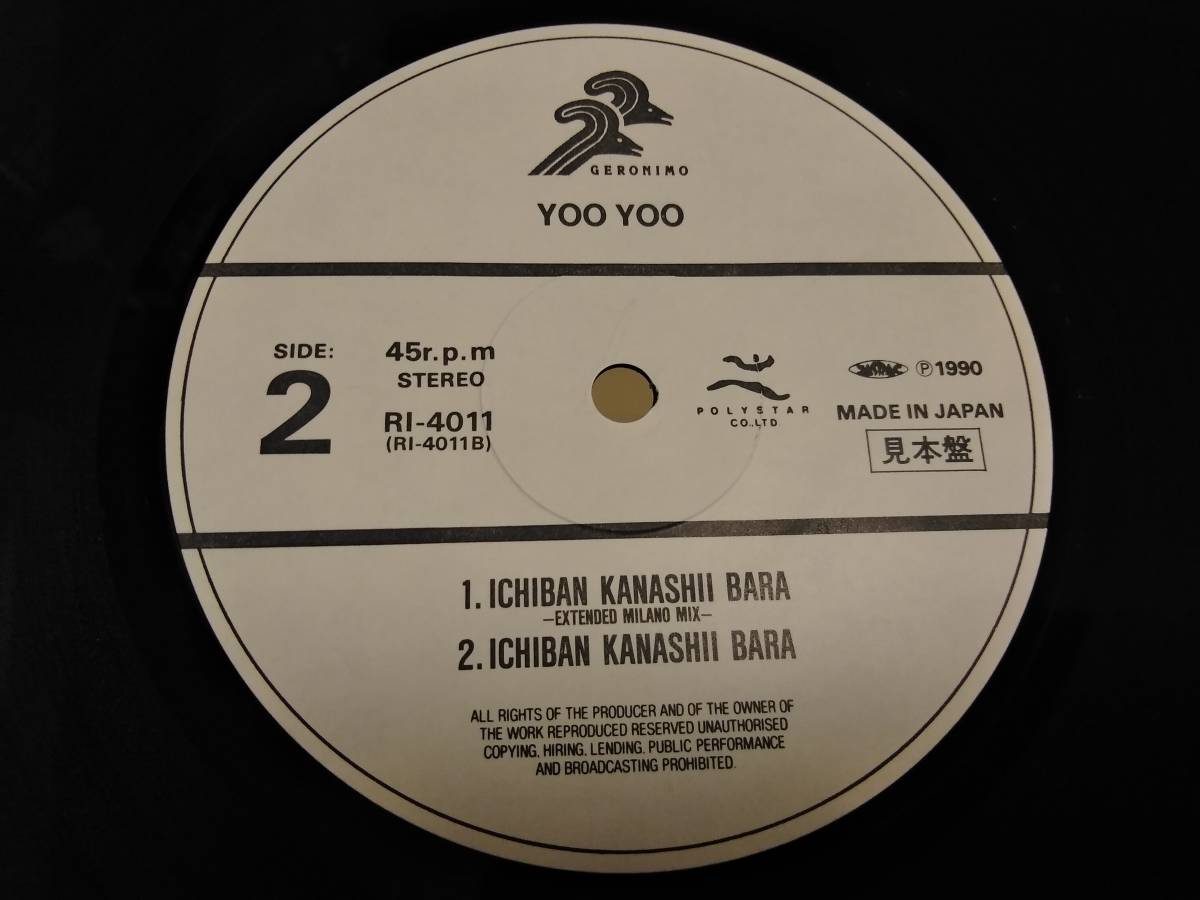 GERONIMO
YOO YOO
SIDE:
2
45r.p.m
STEREO
RI-4011
(RI-4011B)
POLYSTAR
CO.,LTD.
Ⓟ1990
MADE IN JAPAN
見本盤
1. ICHIBAN KANASHII BARA
—EXTENDED MILANO MIX—
2. ICHIBAN KANASHII BARA
ALL RIGHTS OF THE PRODUCER AND OF THE OWNER OF
THE WORK REPRODUCED RESERVED UNAUTHORISED
COPYING, HIRING, LENDING, PUBLIC PERFORMANCE
AND BROADCASTING PROHIBITED.